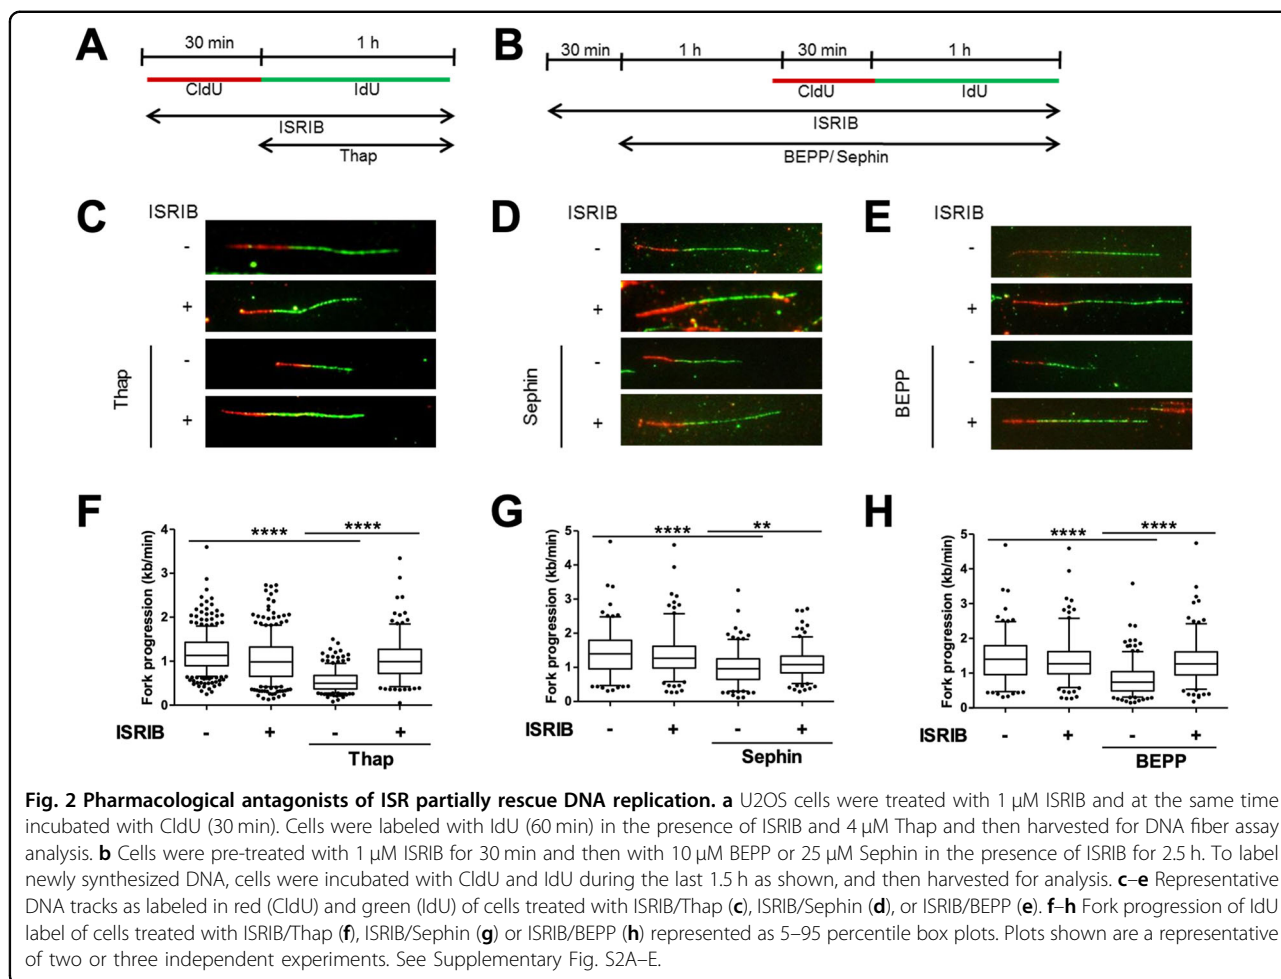 A
30 min 1 h
CldU IdU
ISRIB
Thap
B
30 min 1 h 30 min 1 h
CldU IdU
ISRIB
BEPP/Sephin
C
ISRIB
-
+
-
+
Thap
D
ISRIB
-
+
-
+
Sephin
E
ISRIB
-
+
-
+
BEPP
F
Fork progression (kb/min)
4
3
2
1
0
**** ****
ISRIB - + - +
Thap
G
Fork progression (kb/min)
5
4
3
2
1
0
**** **
ISRIB - + - +
Sephin
H
Fork progression (kb/min)
5
4
3
2
1
0
**** ****
ISRIB - + - +
BEPP
Fig. 2 Pharmacological antagonists of ISR partially rescue DNA replication. a U2OS cells were treated with 1 µM ISRIB and at the same time
incubated with CldU (30 min). Cells were labeled with IdU (60 min) in the presence of ISRIB and 4 µM Thap and then harvested for DNA fiber assay
analysis. b Cells were pre-treated with 1 µM ISRIB for 30 min and then with 10 µM BEPP or 25 µM Sephin in the presence of ISRIB for 2.5 h. To label
newly synthesized DNA, cells were incubated with CldU and IdU during the last 1.5 h as shown, and then harvested for analysis. c–e Representative
DNA tracks as labeled in red (CldU) and green (IdU) of cells treated with ISRIB/Thap (c), ISRIB/Sephin (d), or ISRIB/BEPP (e). f–h Fork progression of IdU
label of cells treated with ISRIB/Thap (f), ISRIB/Sephin (g) or ISRIB/BEPP (h) represented as 5–95 percentile box plots. Plots shown are a representative
of two or three independent experiments. See Supplementary Fig. S2A–E.